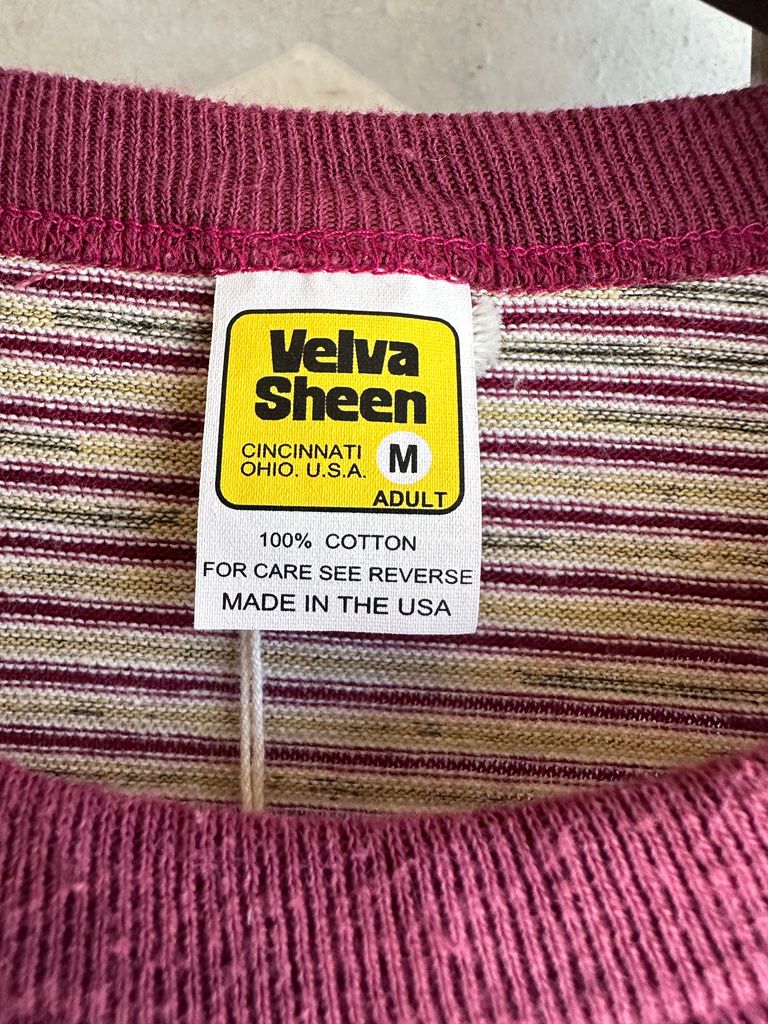 Velva
Sheen
CINCINNATI
OHIO. U.S.A.
M
ADULT
100% COTTON
FOR CARE SEE REVERSE
MADE IN THE USA